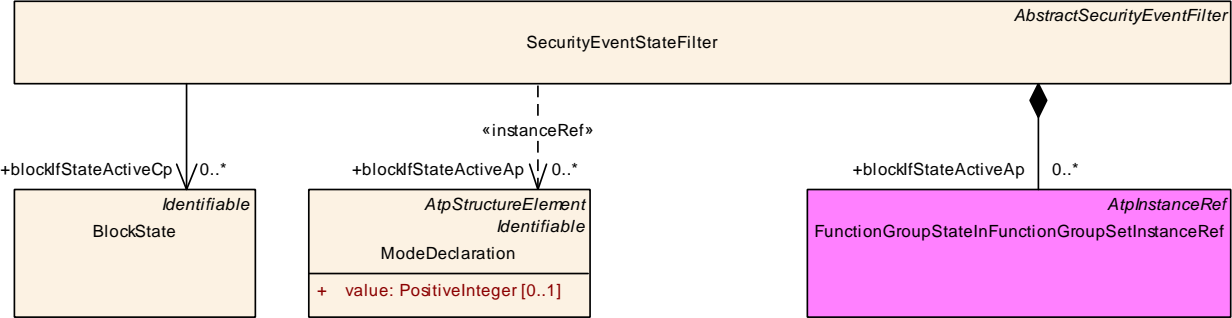 AbstractSecurityEventFilter
SecurityEventStateFilter
«instanceRef»
+blockIfStateActiveCp 0..*
+blockIfStateActiveAp 0..*
+blockIfStateActiveAp 0..*
Identifiable
BlockState
AtpStructureElement
Identifiable
ModeDeclaration
+ value: PositiveInteger [0..1]
AtpInstanceRef
FunctionGroupStateInFunctionGroupSetInstanceRef